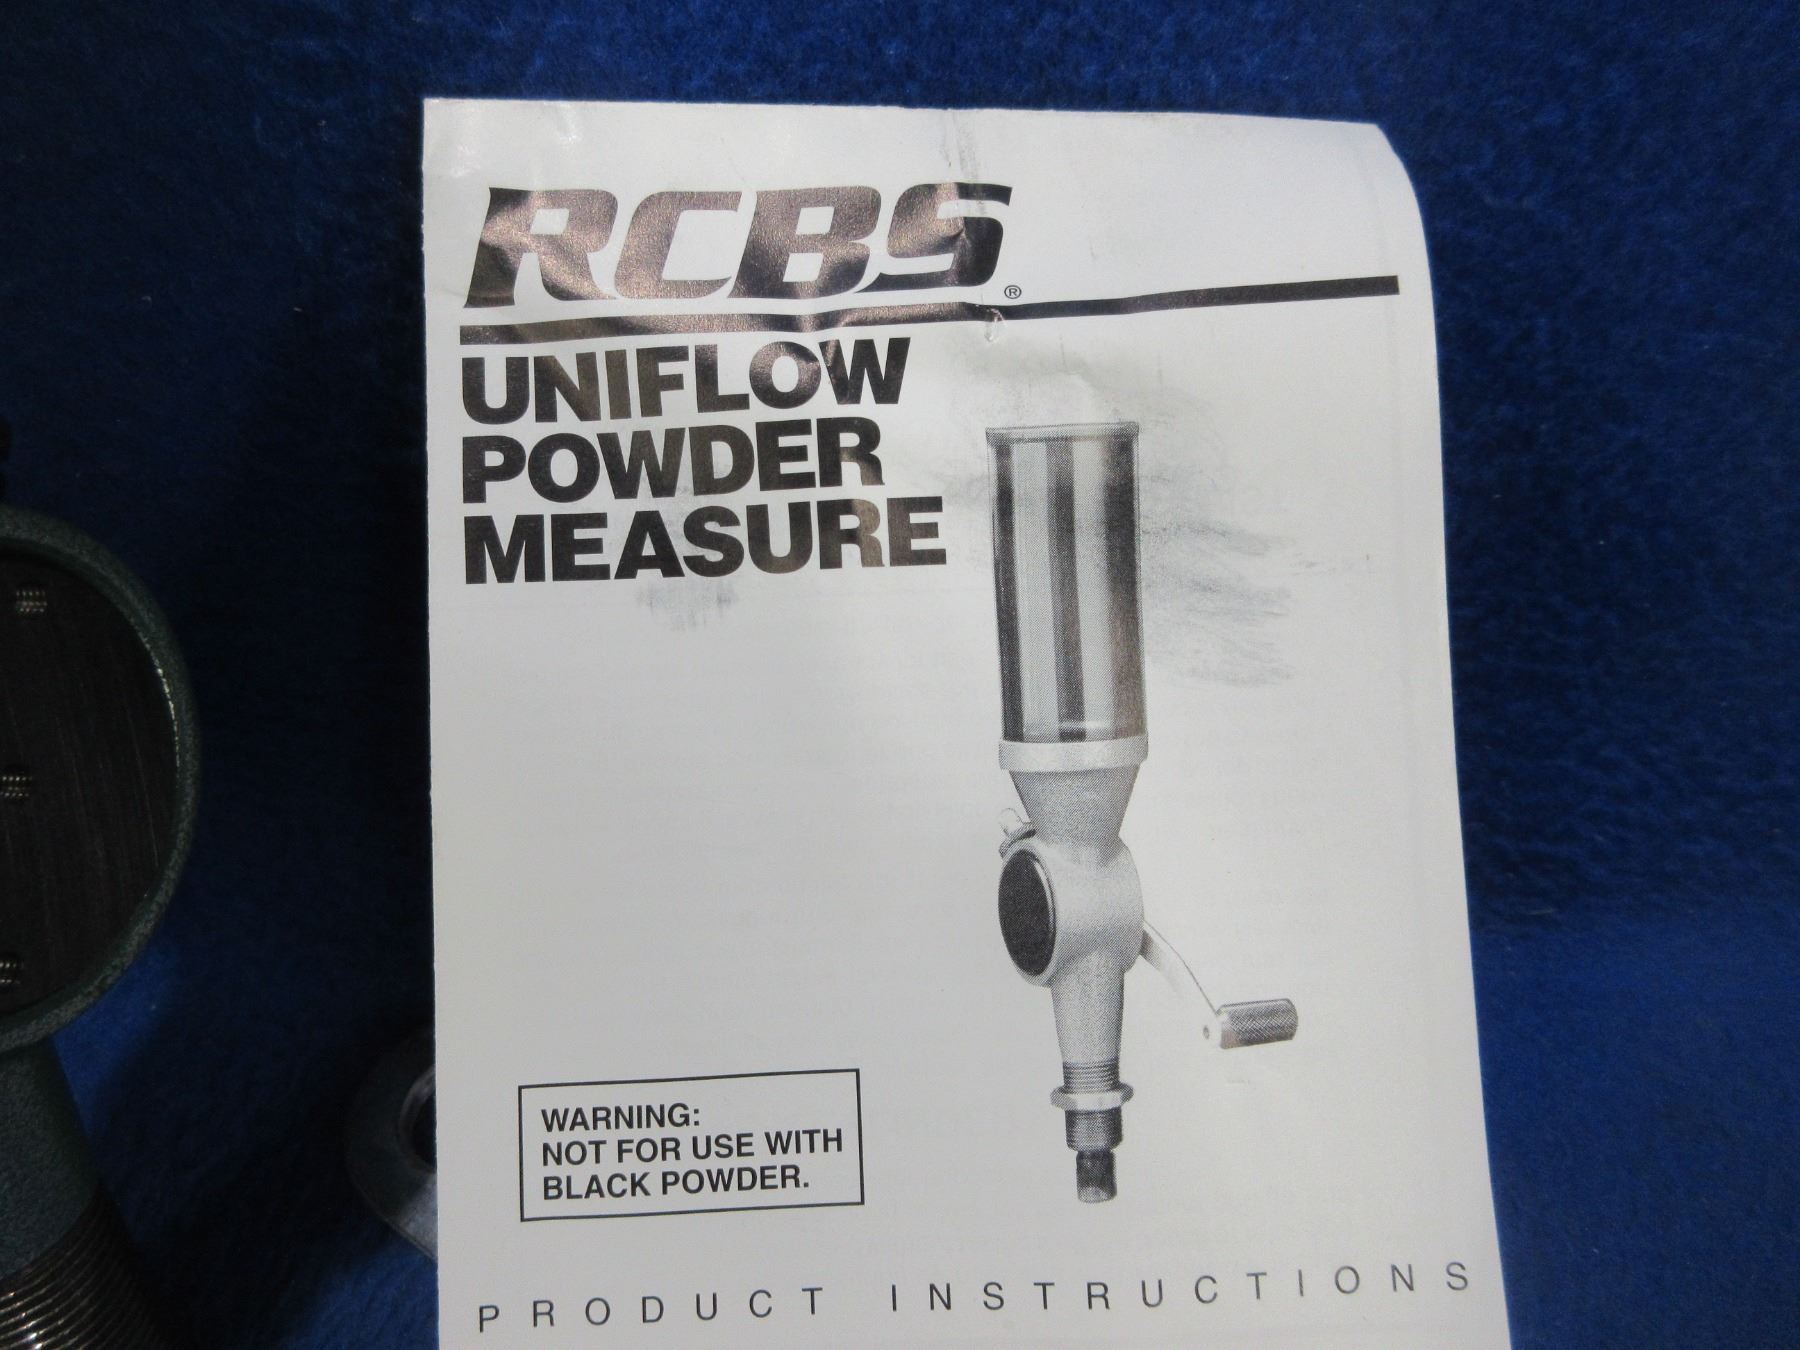 RCBS®
UNIFLOW
POWDER
MEASURE
WARNING:
NOT FOR USE WITH
BLACK POWDER.
PRODUCT INSTRUCTIONS